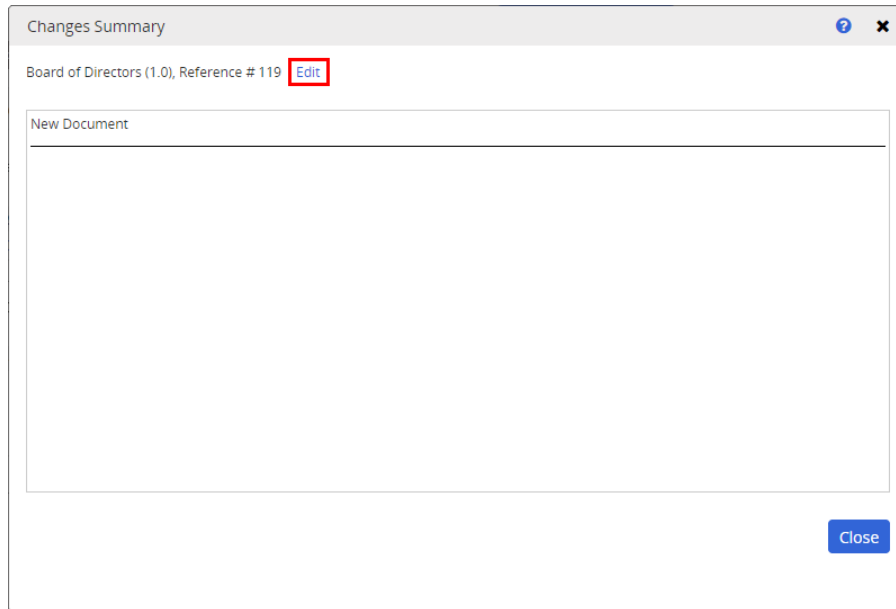 Changes Summary
Board of Directors (1.0), Reference # 119 Edit
New Document
Close